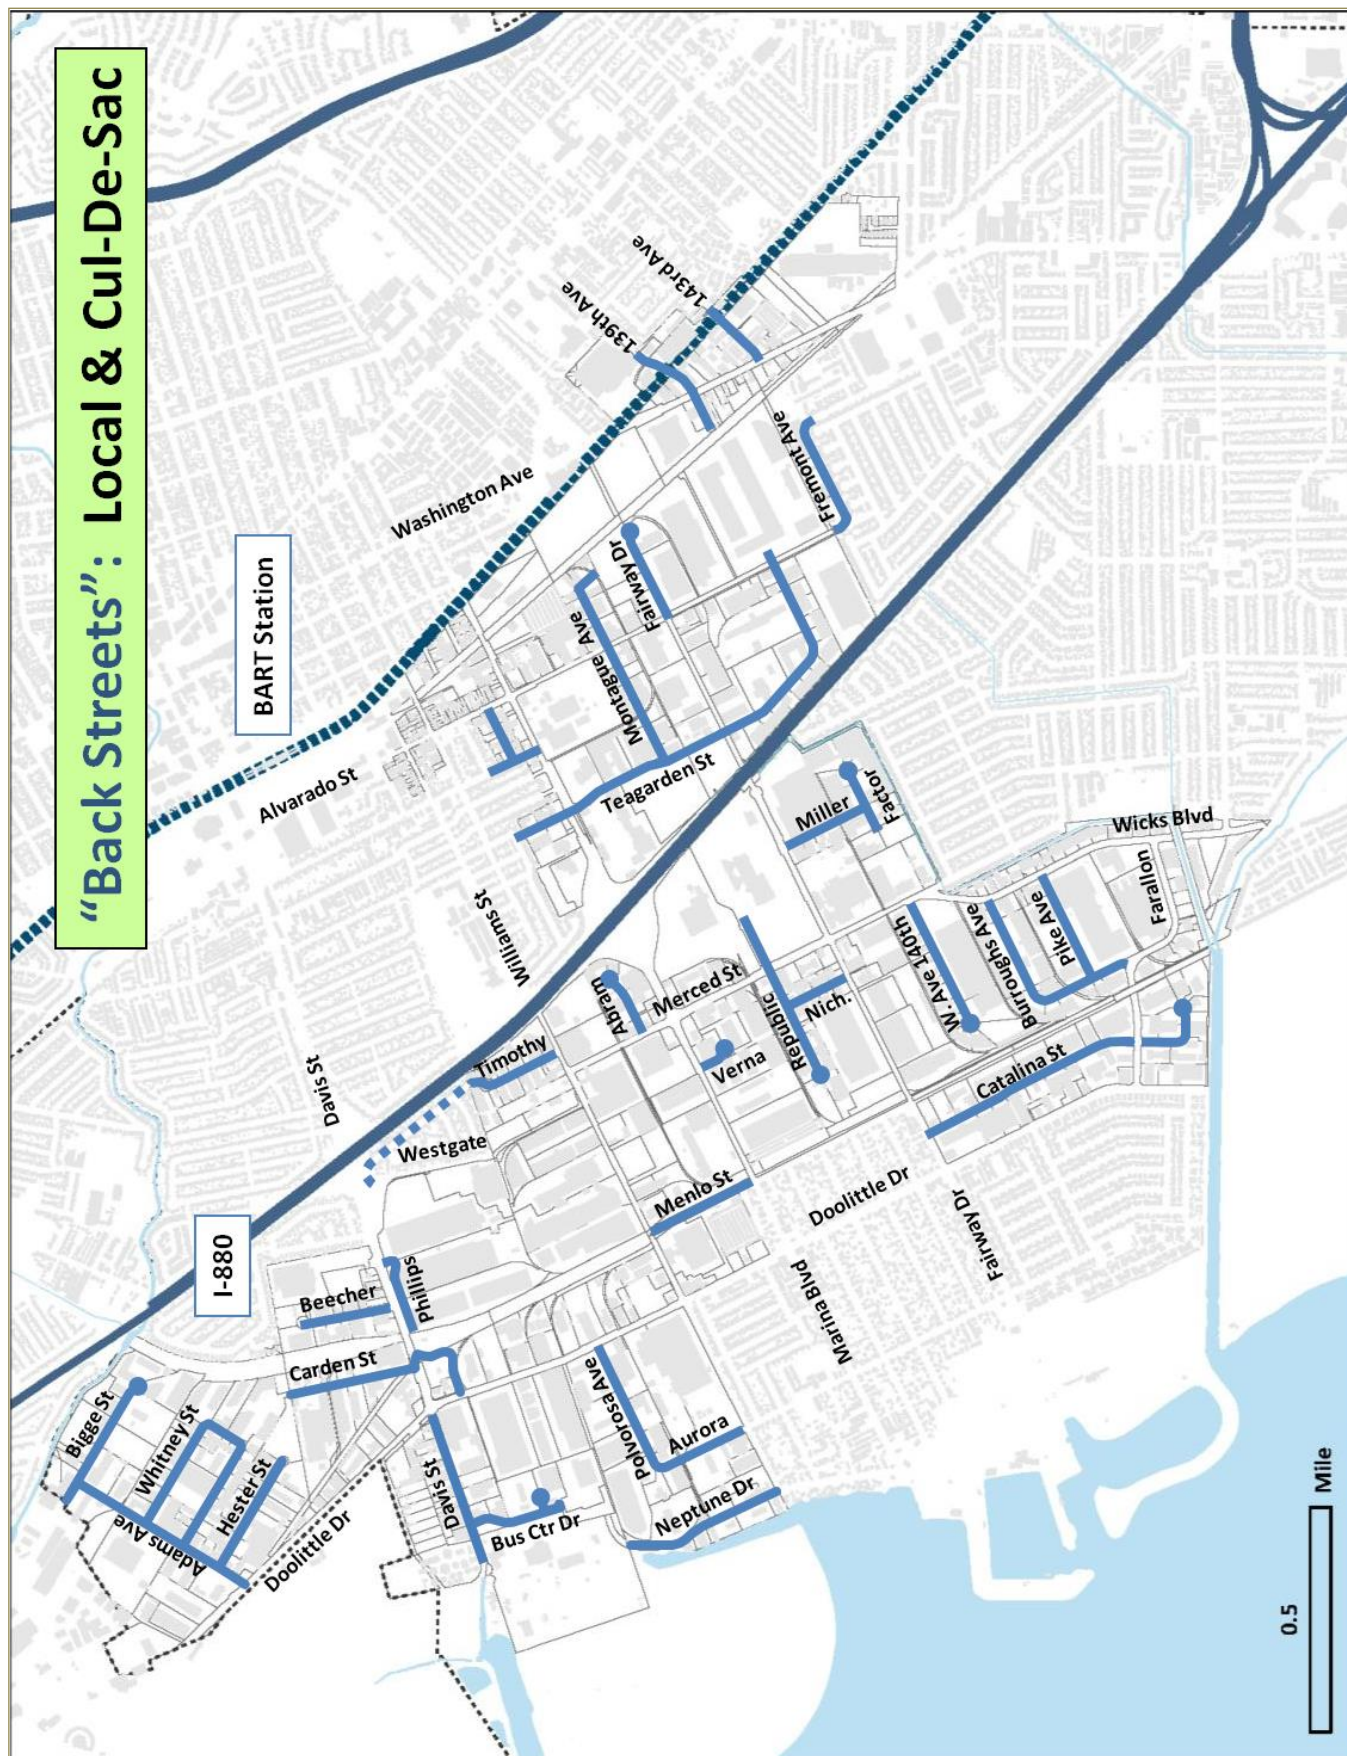 "Back Streets": Local & Cul-De-Sac
BART Station
I-880
Alvarado St
Washington Ave
139th Ave
143rd Ave
Davis St
Williams St
Montague Ave
Fairway Dr
Fremont Ave
Teagarden St
Bigge St
Whitney St
Adams Ave
Hester St
Doolittle Dr
Carden St
Beecher
Phillips
Westgate
Timothy
Abram
Merced St
Verna
Republic
Nich.
Miller
Factor
W. Ave 140th
Burroughs Ave
Pike Ave
Farallon
Wicks Blvd
Davis St
Bus Ctr Dr
Polvorosa Ave
Aurora
Neptune Dr
Menlo St
Marina Blvd
Doolittle Dr
Fairway Dr
Catalina St
0.5
Mile